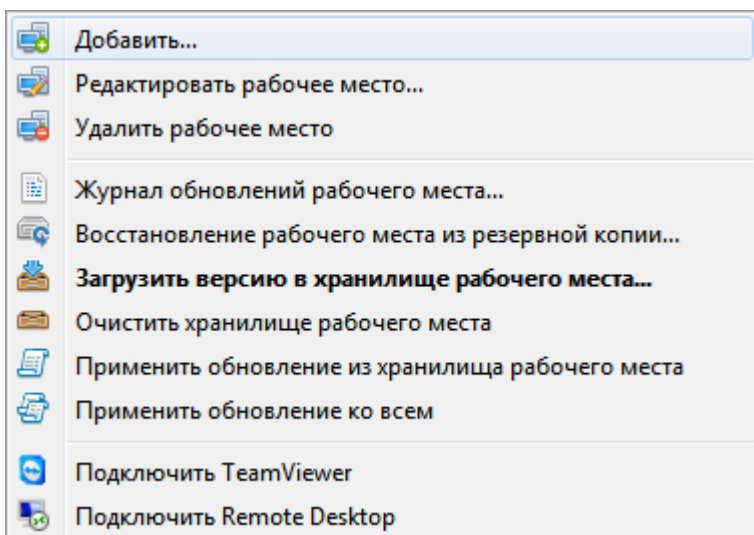 Добавить...
Редактировать рабочее место...
Удалить рабочее место
Журнал обновлений рабочего места...
Восстановление рабочего места из резервной копии...
Загрузить версию в хранилище рабочего места...
Очистить хранилище рабочего места
Применить обновление из хранилища рабочего места
Применить обновление ко всем
Подключить TeamViewer
Подключить Remote Desktop